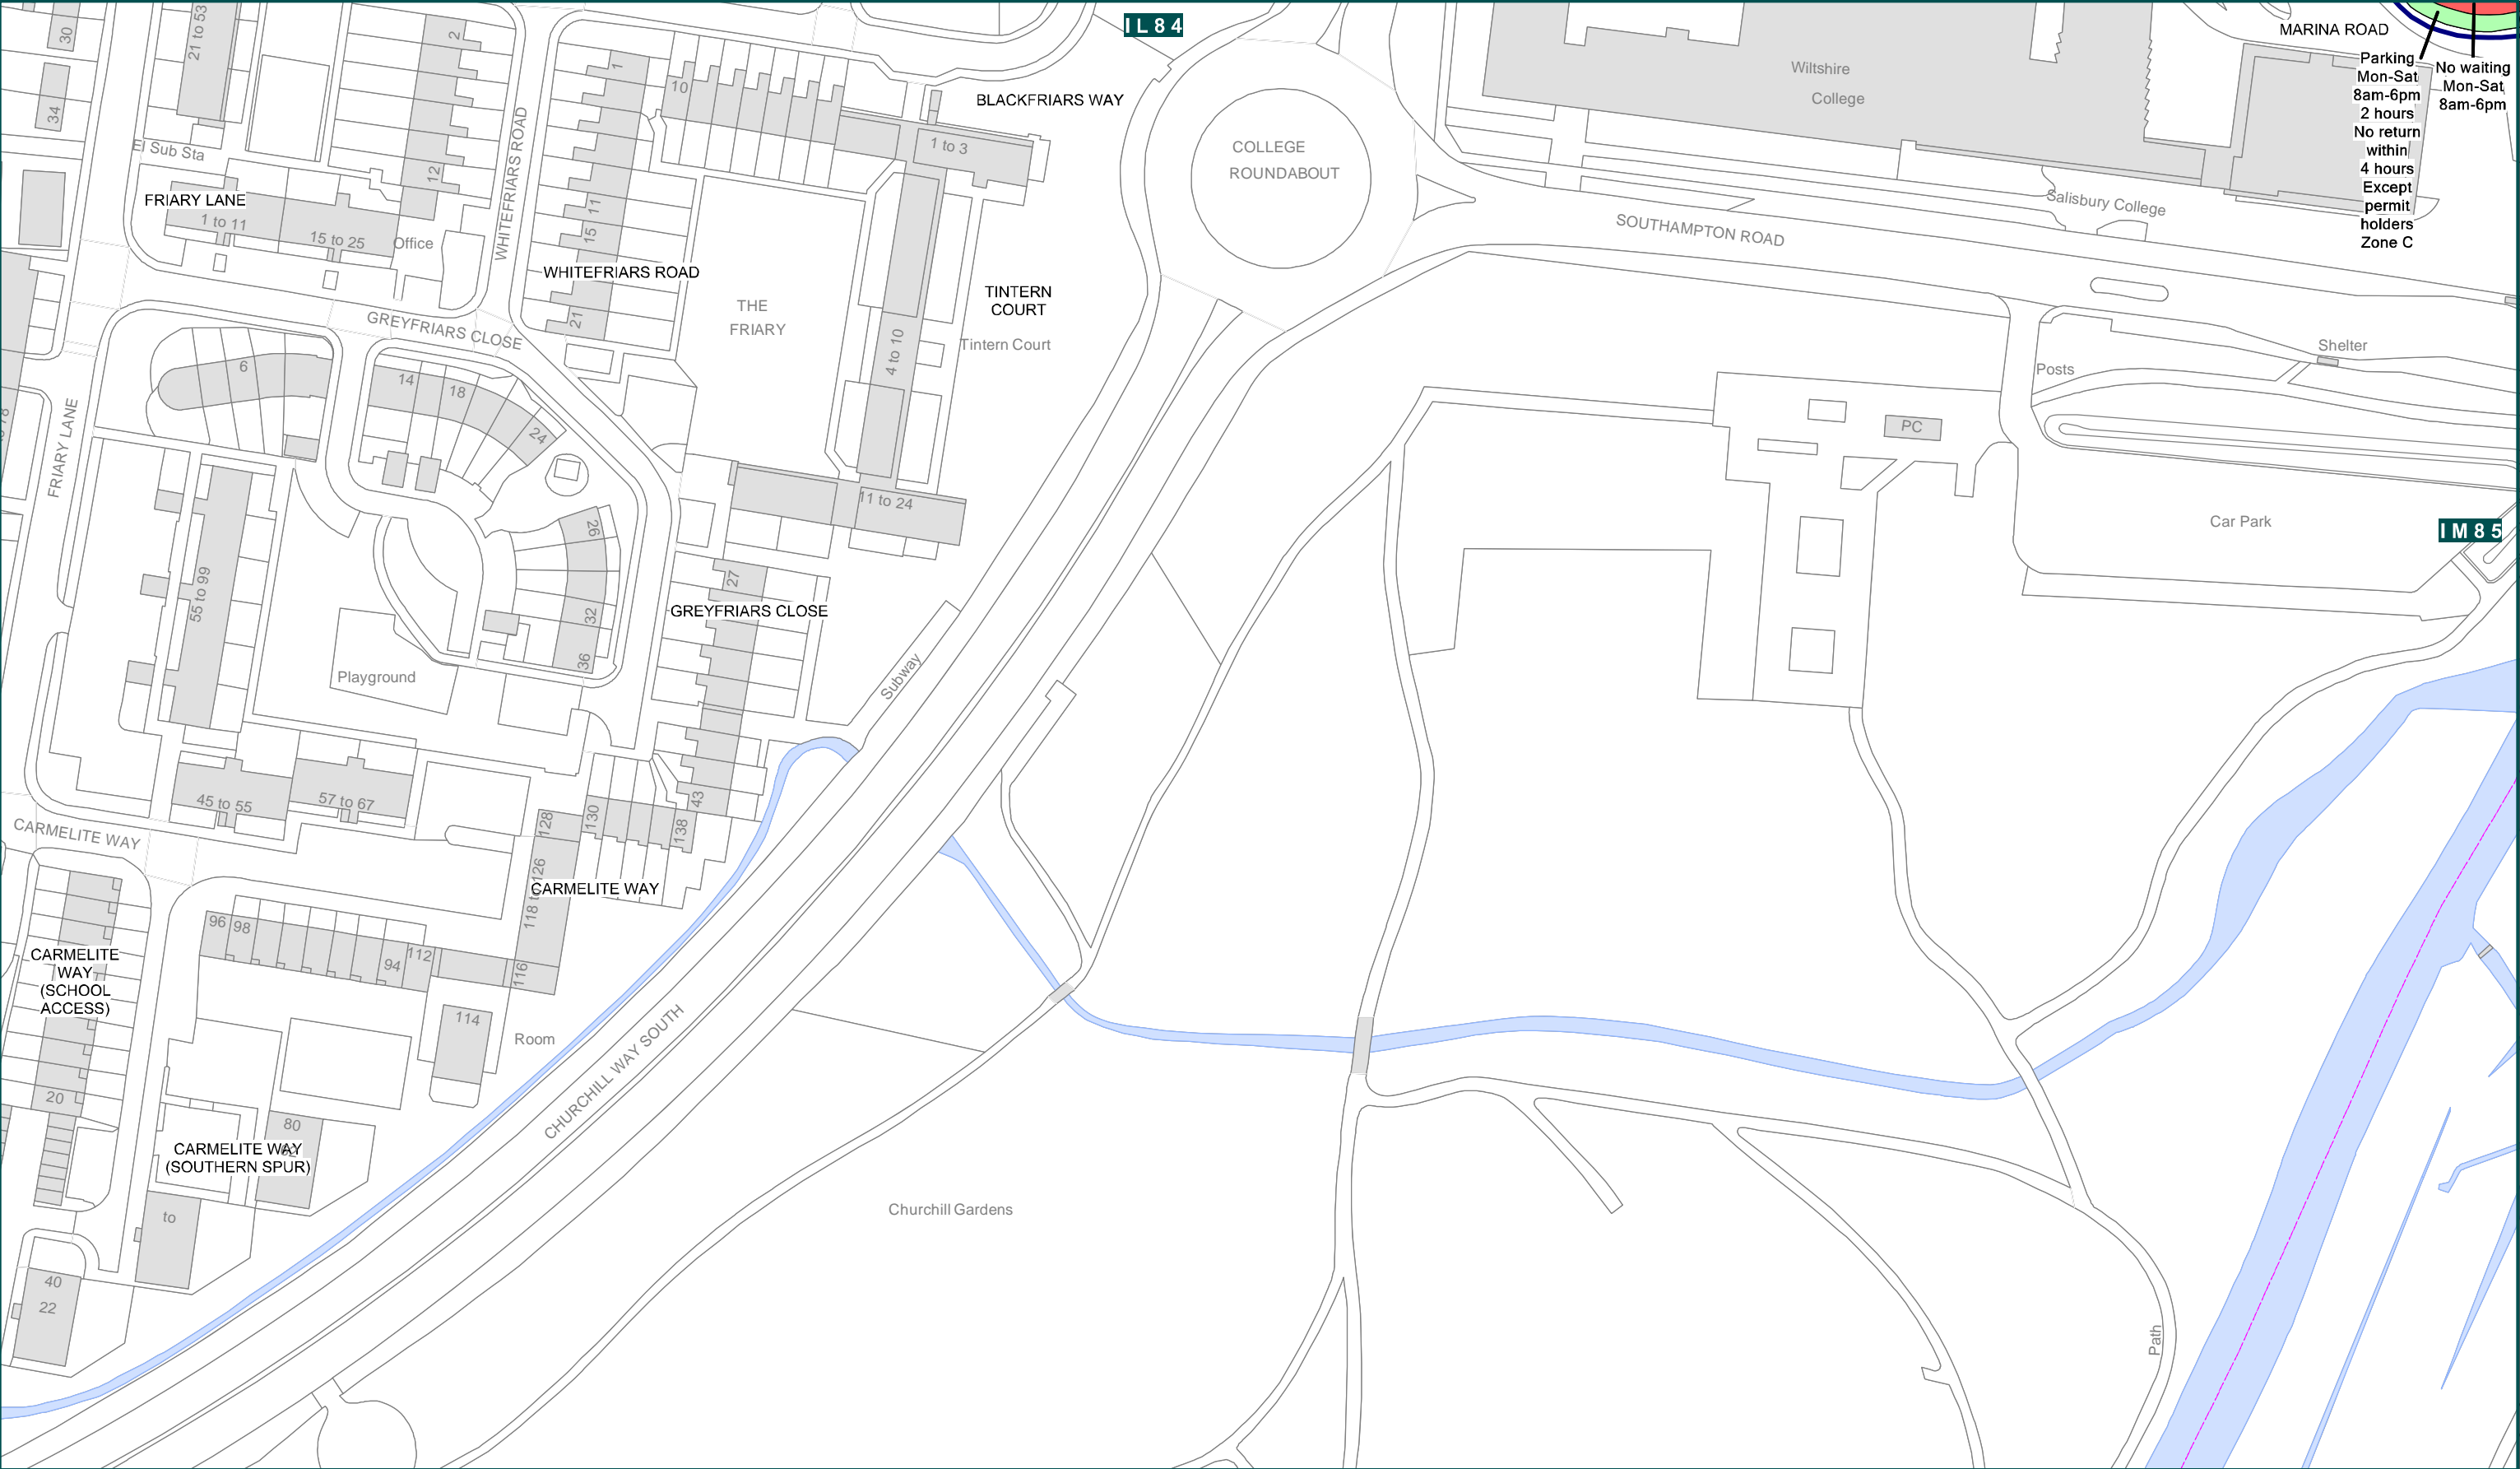 IL84
MARINA ROAD
Parking
Mon-Sat
8am-6pm
2 hours
No return
within
4 hours
Except
permit
holders
Zone C
No waiting
Mon-Sat
8am-6pm
30
34
21 to 53
2
12
1
10
BLACKFRIARS WAY
1 to 3
Wiltshire
College
COLLEGE
ROUNDABOUT
El Sub Sta
FRIARY LANE
1 to 11
15 to 25
Office
WHITEFRIARS ROAD
11
15
21
WHITEFRIARS ROAD
THE
FRIARY
TINTERN
COURT
Tintern Court
4 to 10
Salisbury College
SOUTHAMPTON ROAD
Shelter
Posts
PC
Car Park
IM85
GREYFRIARS CLOSE
6
14
18
24
FRIARY LANE
11 to 24
26
32
36
27
GREYFRIARS CLOSE
55 to 99
Playground
Subway
45 to 55
57 to 67
CARMELITE WAY
128
130
138
43
118 to 126
CARMELITE WAY
96
98
94
112
116
114
Room
CARMELITE
WAY
(SCHOOL
ACCESS)
20
80
CARMELITE WAY
(SOUTHERN SPUR)
to
40
22
CHURCHILL WAY SOUTH
Churchill Gardens
Path